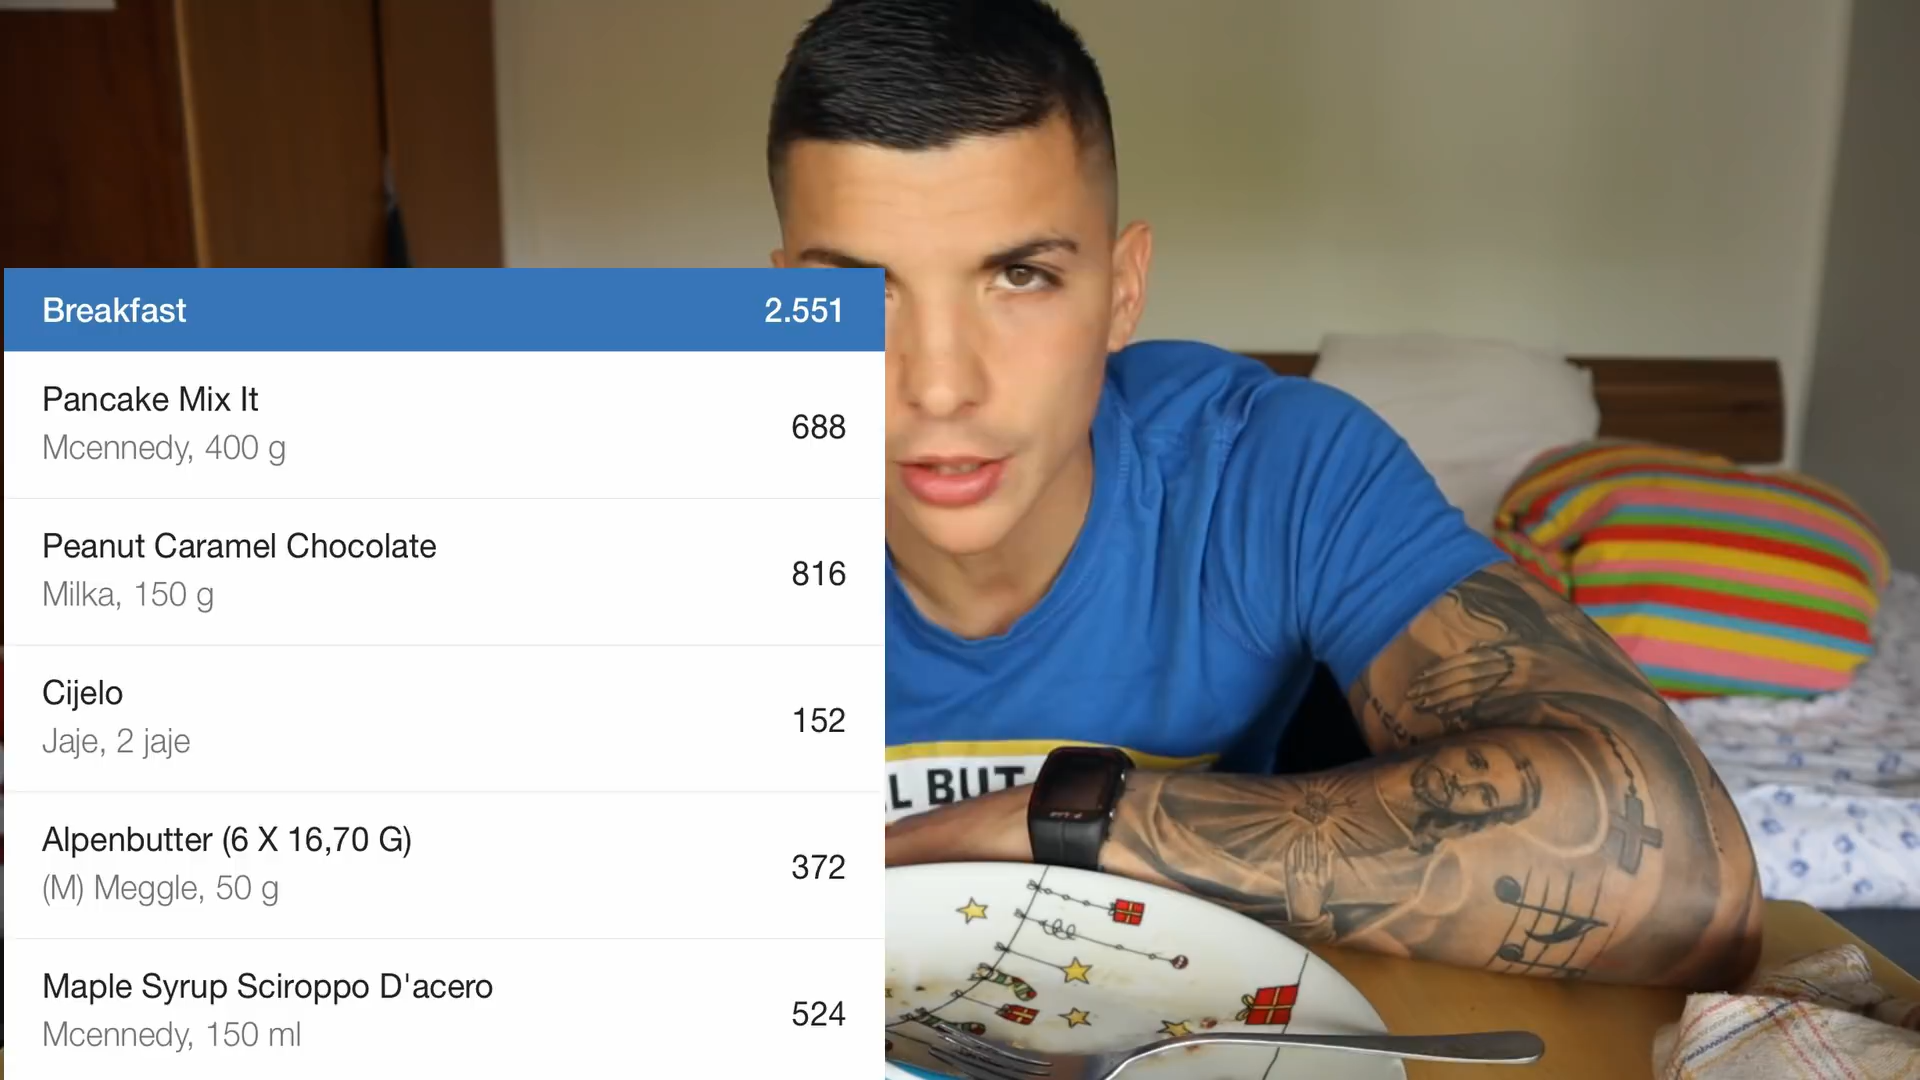 Breakfast 2.551
Pancake Mix It
Mcennedy, 400 g
688
Peanut Caramel Chocolate
Milka, 150 g
816
Cijelo
Jaje, 2 jaje
152
Alpenbutter (6 X 16,70 G)
(M) Meggle, 50 g
372
Maple Syrup Sciroppo D'acero
Mcennedy, 150 ml
524
L BUT